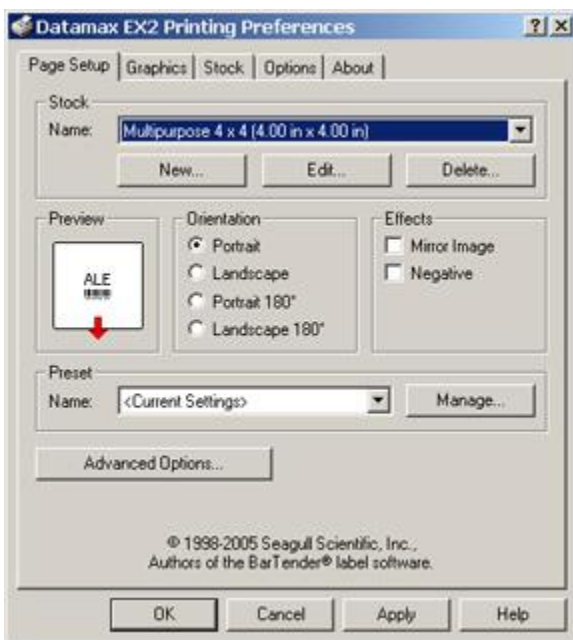 Datamax EX2 Printing Preferences
Page Setup Graphics Stock Options About
Stock
Name: Multipurpose 4 x 4 (4.00 in x 4.00 in)
New... Edit... Delete...
Preview Orientation Effects
Portrait Mirror Image
ALE Landscape Negative
Portrait 180°
Landscape 180°
Preset
Name: <Current Settings> Manage...
Advanced Options...
© 1998-2005 Seagull Scientific, Inc.,
Authors of the BarTender® label software.
OK Cancel Apply Help